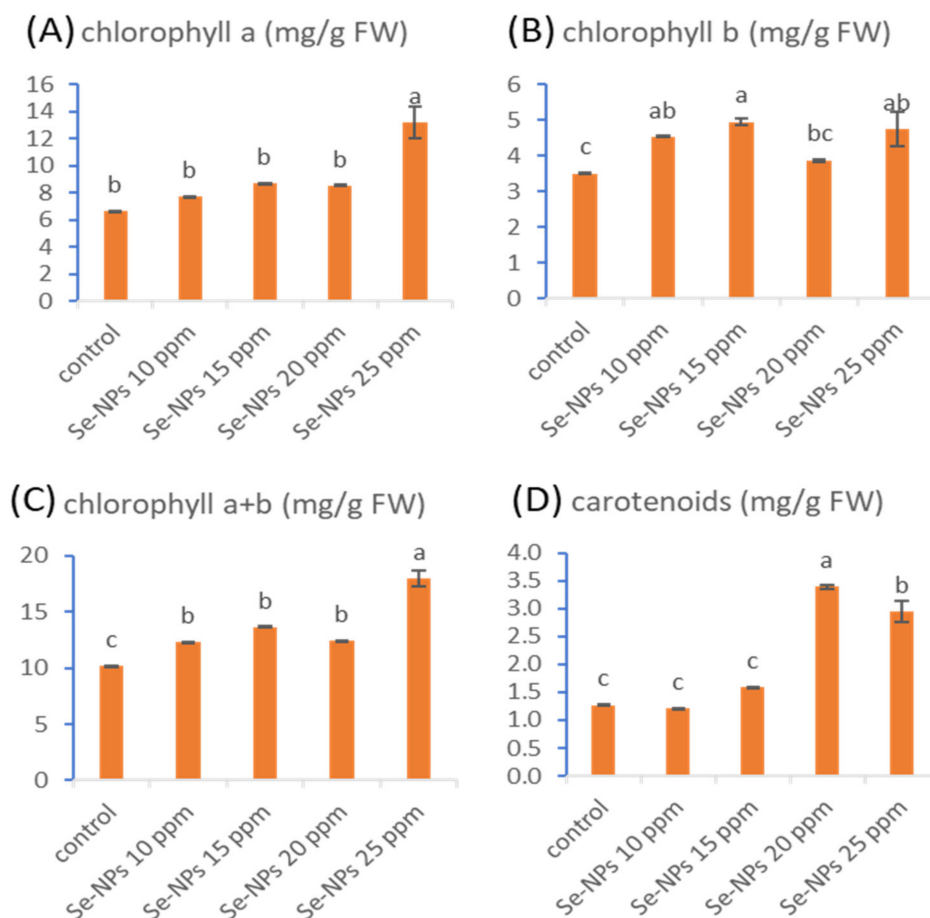 (A) chlorophyll a (mg/g FW)
16
14
12
10
8
6
4
2
0
b
b
b
b
a
control
Se-NPs 10 ppm
Se-NPs 15 ppm
Se-NPs 20 ppm
Se-NPs 25 ppm
(B) chlorophyll b (mg/g FW)
6
5
4
3
2
1
0
c
ab
a
bc
ab
control
Se-NPs 10 ppm
Se-NPs 15 ppm
Se-NPs 20 ppm
Se-NPs 25 ppm
(C) chlorophyll a+b (mg/g FW)
20
15
10
5
0
c
b
b
b
a
control
Se-NPs 10 ppm
Se-NPs 15 ppm
Se-NPs 20 ppm
Se-NPs 25 ppm
(D) carotenoids (mg/g FW)
4.0
3.5
3.0
2.5
2.0
1.5
1.0
0.5
0.0
c
c
c
a
b
control
Se-NPs 10 ppm
Se-NPs 15 ppm
Se-NPs 20 ppm
Se-NPs 25 ppm